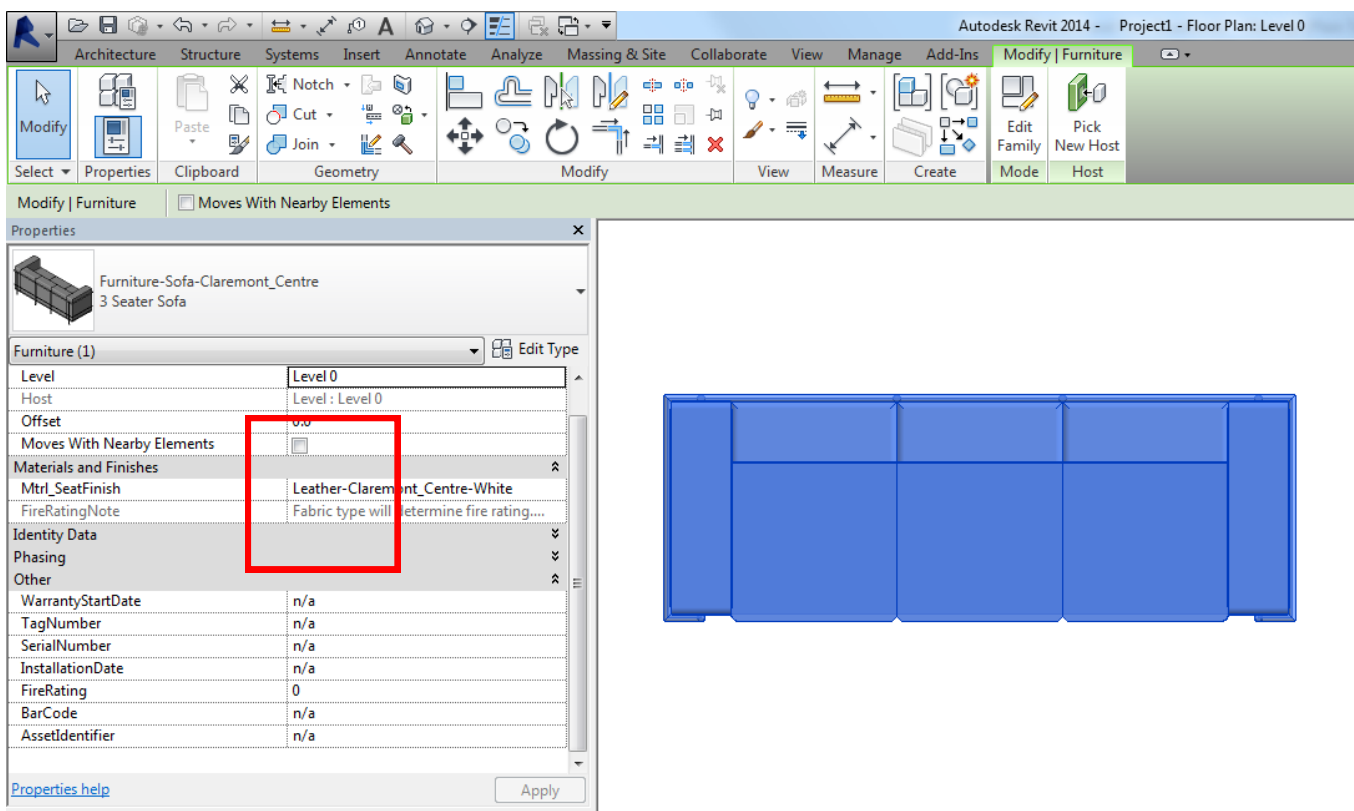 Autodesk Revit 2014 - Project1 - Floor Plan: Level 0
Architecture Structure Systems Insert Annotate Analyze Massing & Site Collaborate View Manage Add-Ins Modify | Furniture
Modify
Paste
Notch
Cut
Join
Edit Family
Pick New Host
Select Properties Clipboard Geometry Modify View Measure Create Mode Host
Modify | Furniture Moves With Nearby Elements
Properties
Furniture-Sofa-Claremont_Centre
3 Seater Sofa
Furniture (1) Edit Type
Level Level 0
Host Level : Level 0
Offset 0.0
Moves With Nearby Elements
Materials and Finishes
Mtrl_SeatFinish Leather-Claremont_Centre-White
FireRatingNote Fabric type will determine fire rating....
Identity Data
Phasing
Other
WarrantyStartDate n/a
TagNumber n/a
SerialNumber n/a
InstallationDate n/a
FireRating 0
BarCode n/a
AssetIdentifier n/a
Properties help Apply